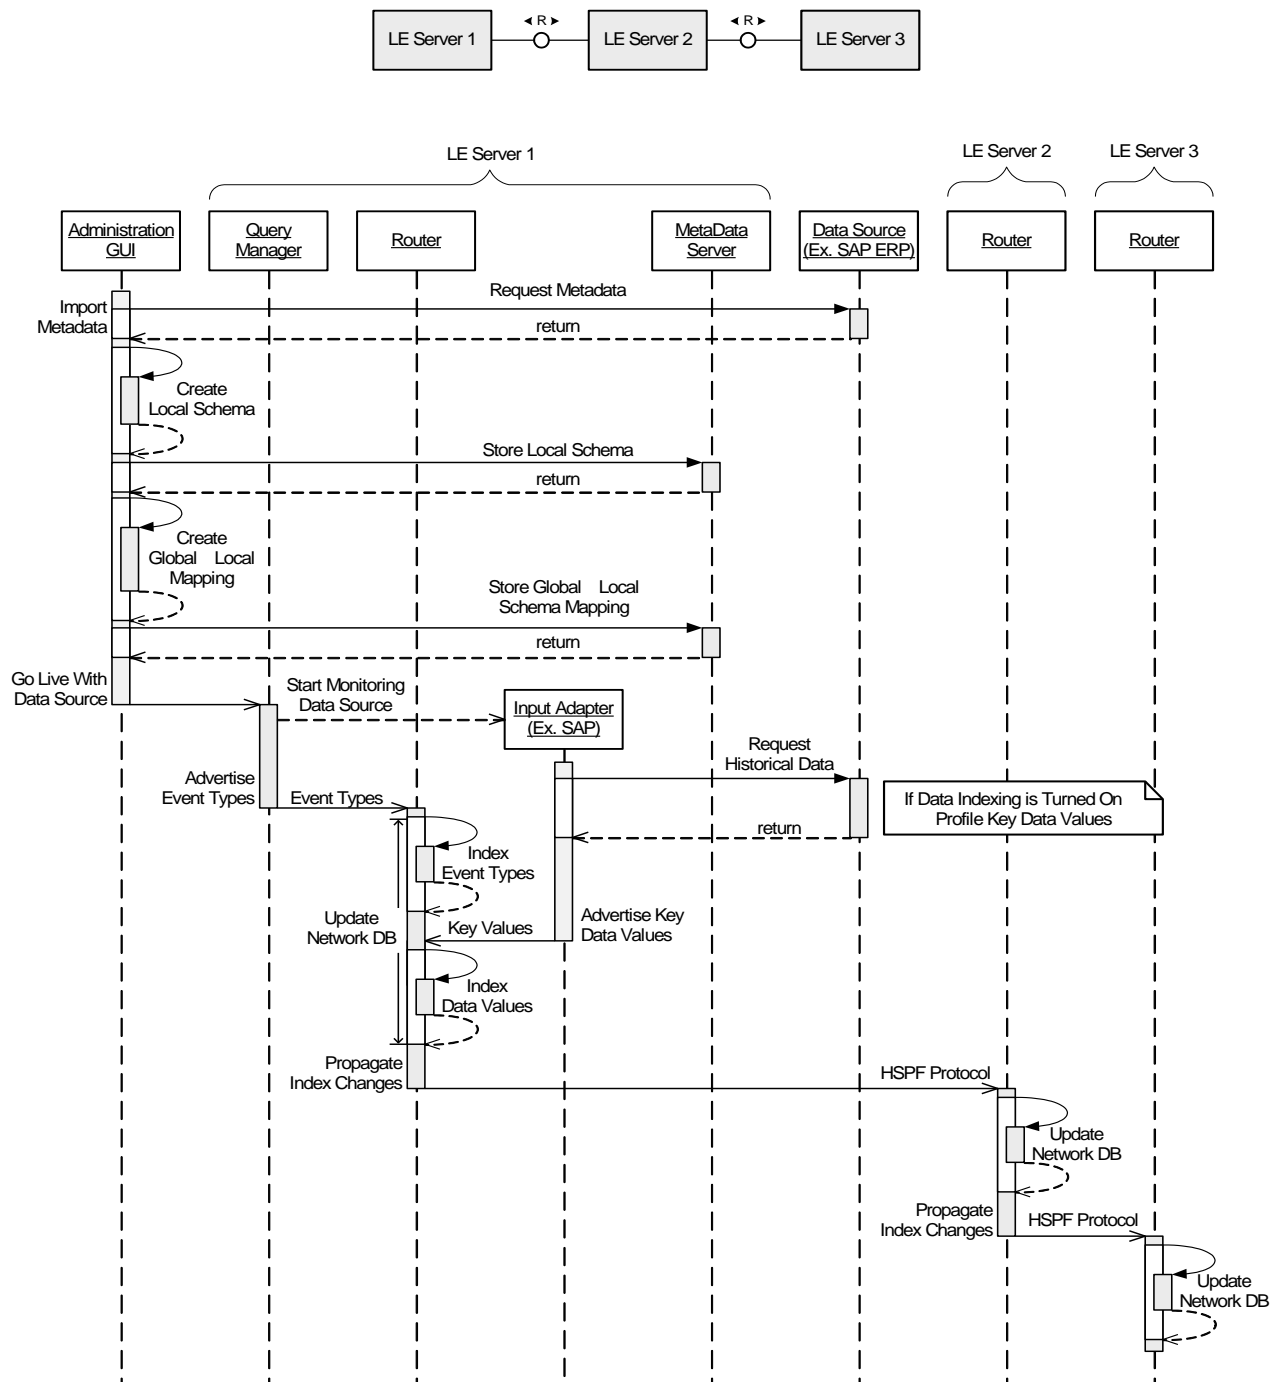 LE Server 1
R
LE Server 2
R
LE Server 3
LE Server 1
LE Server 2
LE Server 3
Administration
GUI
Query
Manager
Router
MetaData
Server
Data Source
(Ex. SAP ERP)
Router
Router
Import
Metadata
Request Metadata
return
Create
Local Schema
Store Local Schema
return
Create
Global Local
Mapping
Store Global Local
Schema Mapping
return
Go Live With
Data Source
Start Monitoring
Data Source
Input Adapter
(Ex. SAP)
Request
Historical Data
Advertise
Event Types
Event Types
If Data Indexing is Turned On
Profile Key Data Values
return
Index
Event Types
Update
Network DB
Key Values
Advertise Key
Data Values
Index
Data Values
Propagate
Index Changes
HSPF Protocol
Update
Network DB
Propagate
Index Changes
HSPF Protocol
Update
Network DB